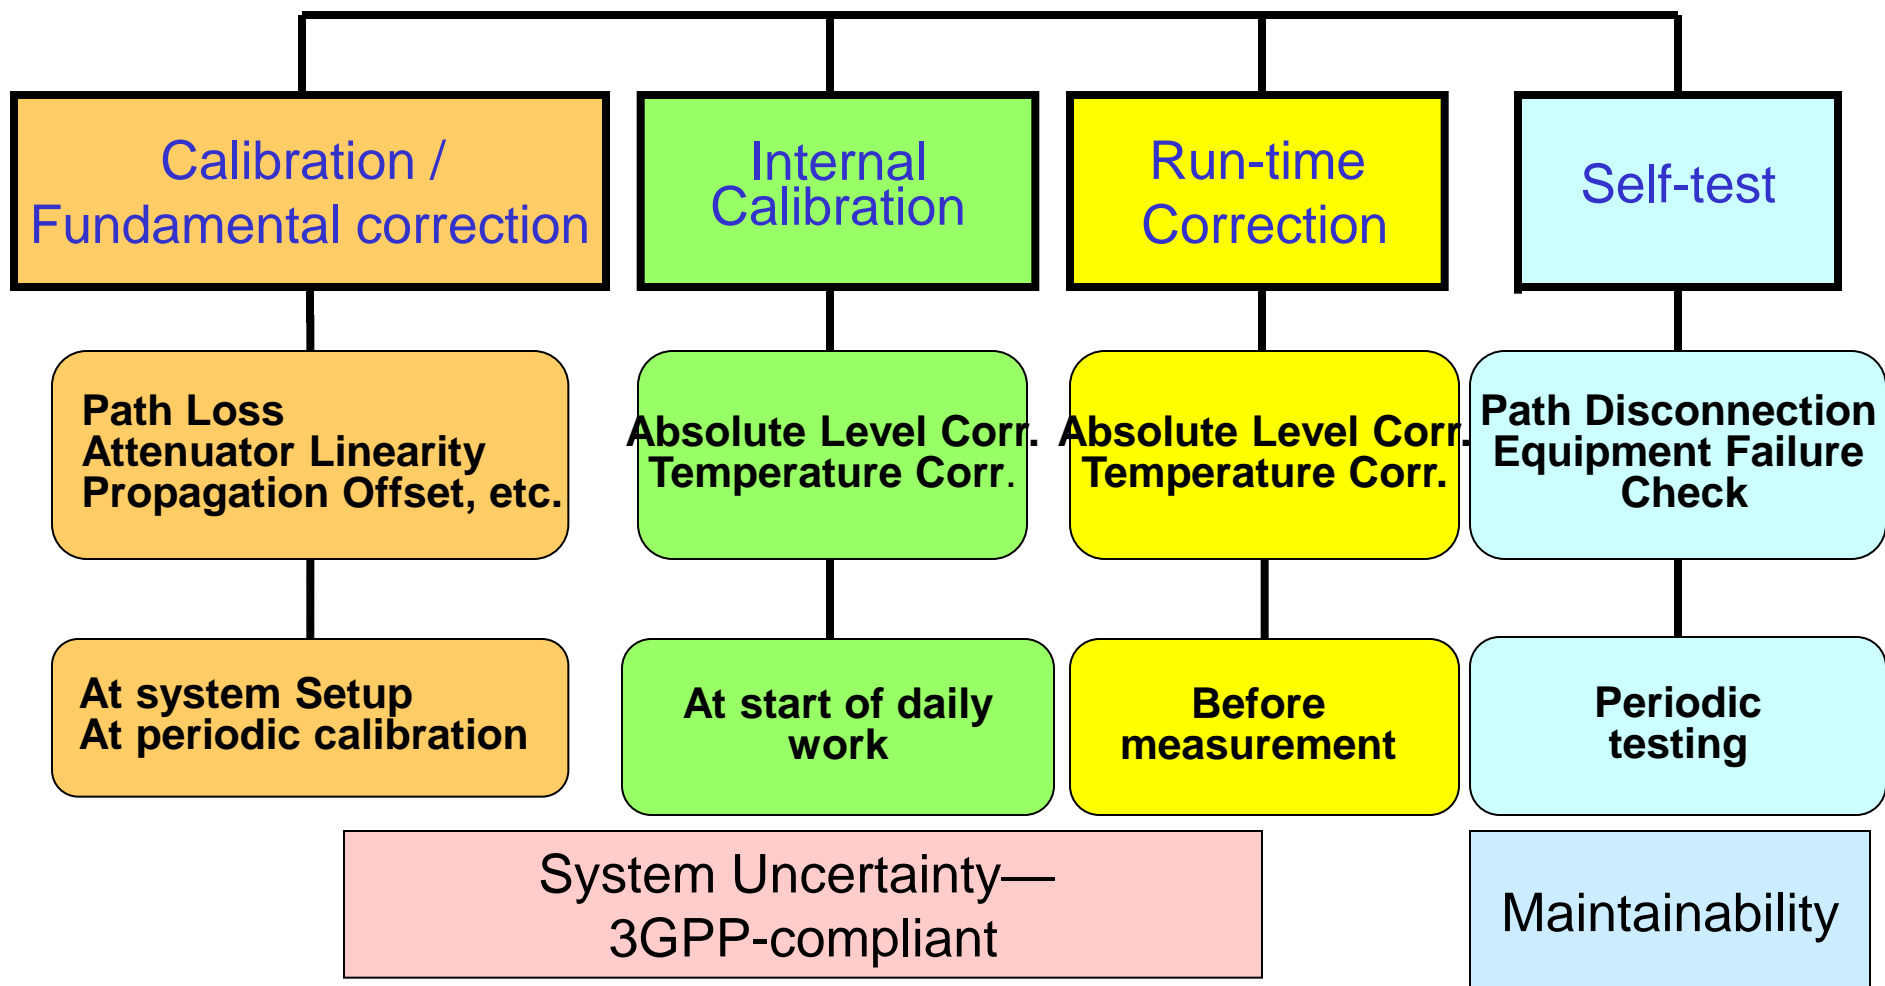 Calibration /
Fundamental correction
Internal
Calibration
Run-time
Correction
Self-test
Path Loss
Attenuator Linearity
Propagation Offset, etc.
Absolute Level Corr.
Temperature Corr.
Absolute Level Corr.
Temperature Corr.
Path Disconnection
Equipment Failure
Check
At system Setup
At periodic calibration
At start of daily
work
Before
measurement
Periodic
testing
System Uncertainty—
3GPP-compliant
Maintainability